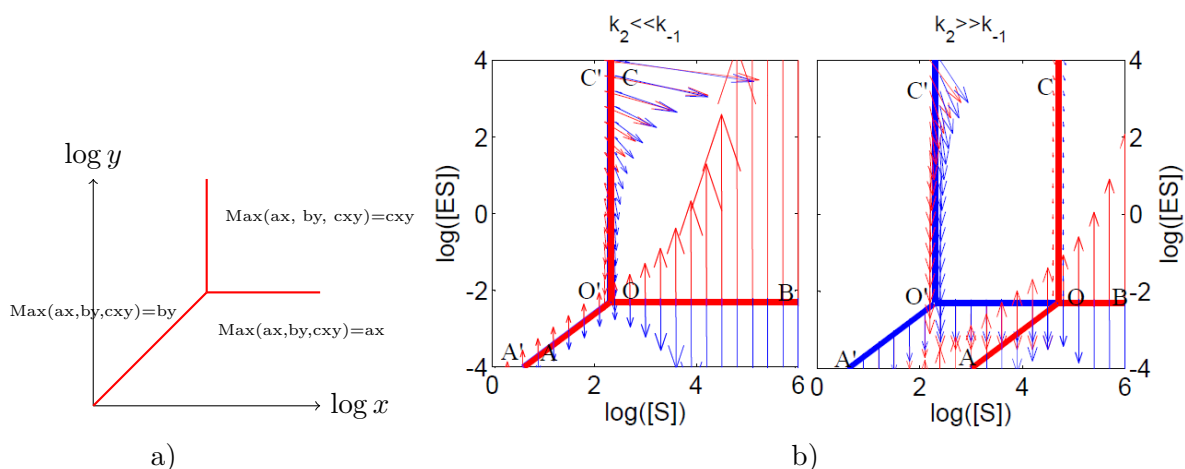 log y
Max(ax, by, cxy)=cxy
Max(ax,by,cxy)=by
Max(ax,by,cxy)=ax
log x
a)
k2<<k-1
4
2
0
-2
-4
log([ES])
C' C
O' O
B
A' A
0 2 4 6
log([S])
k2>>k-1
C' C
O' O B
A' A
4
2
0
-2
-4
log([ES])
2 4 6
log([S])
b)